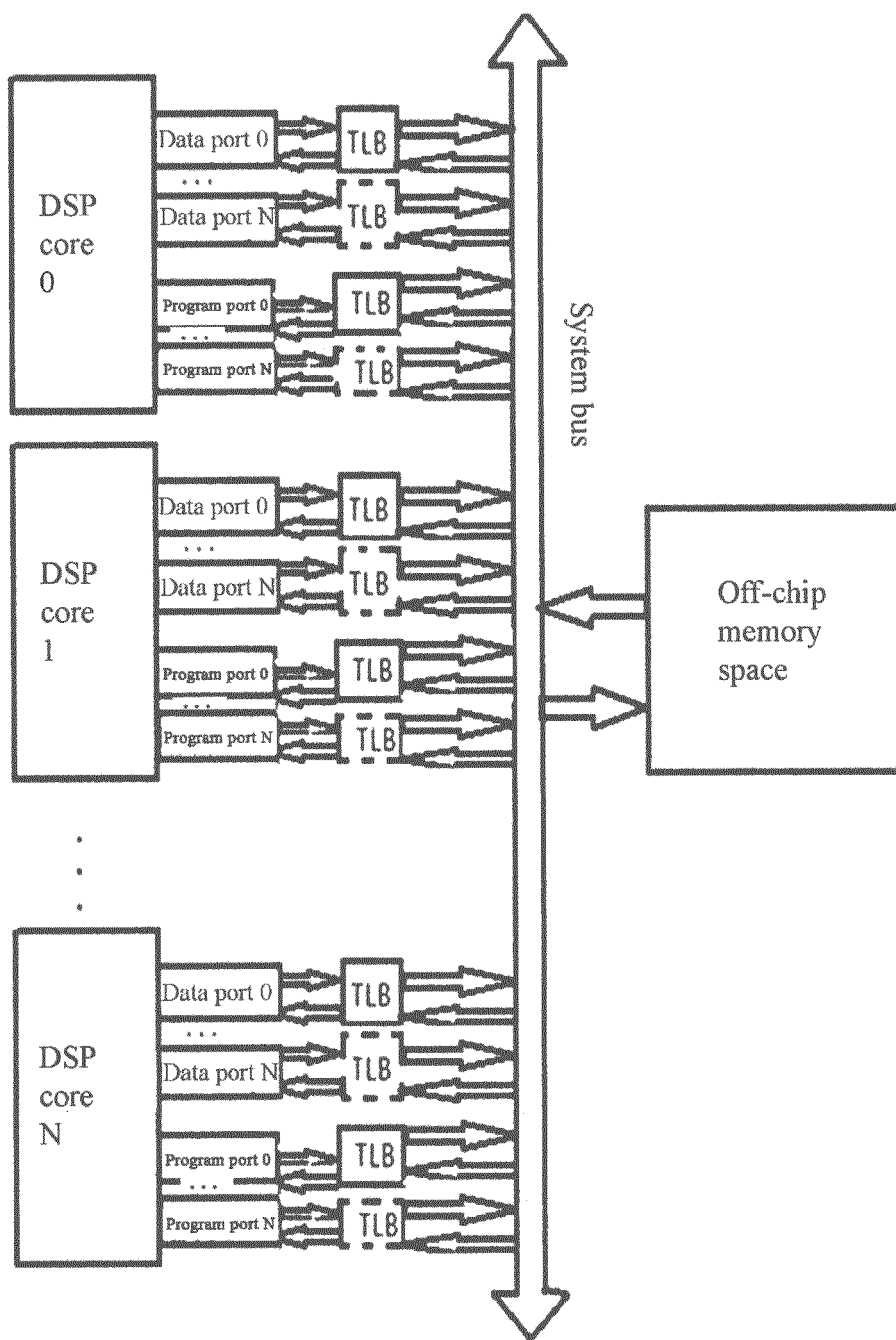 DSP
core
0
Data port 0
TLB
...
Data port N
TLB
Program port 0
TLB
...
Program port N
TLB
System bus
DSP
core
1
Data port 0
TLB
...
Data port N
TLB
Program port 0
TLB
...
Program port N
TLB
Off-chip
memory
space
.
.
.
DSP
core
N
Data port 0
TLB
...
Data port N
TLB
Program port 0
TLB
...
Program port N
TLB